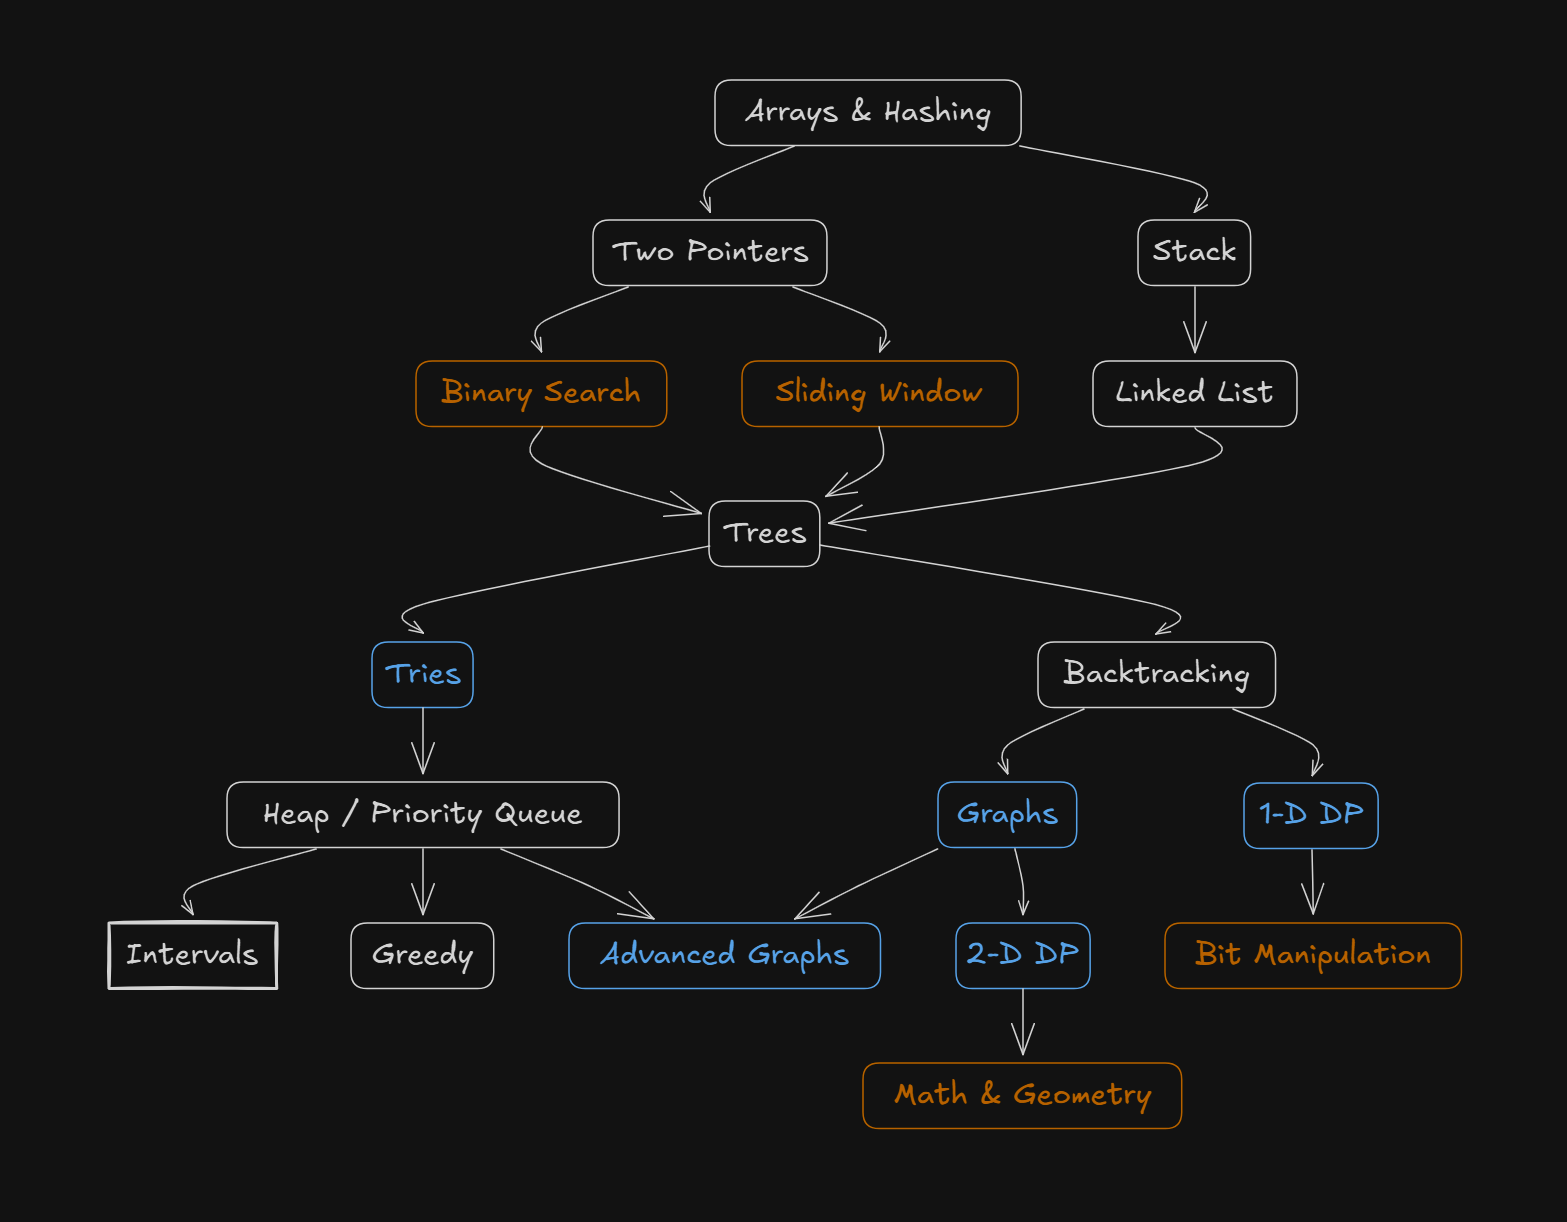 Arrays & Hashing
Two Pointers
Stack
Binary Search
Sliding Window
Linked List
Trees
Tries
Backtracking
Heap / Priority Queue
Graphs
1-D DP
Intervals
Greedy
Advanced Graphs
2-D DP
Bit Manipulation
Math & Geometry